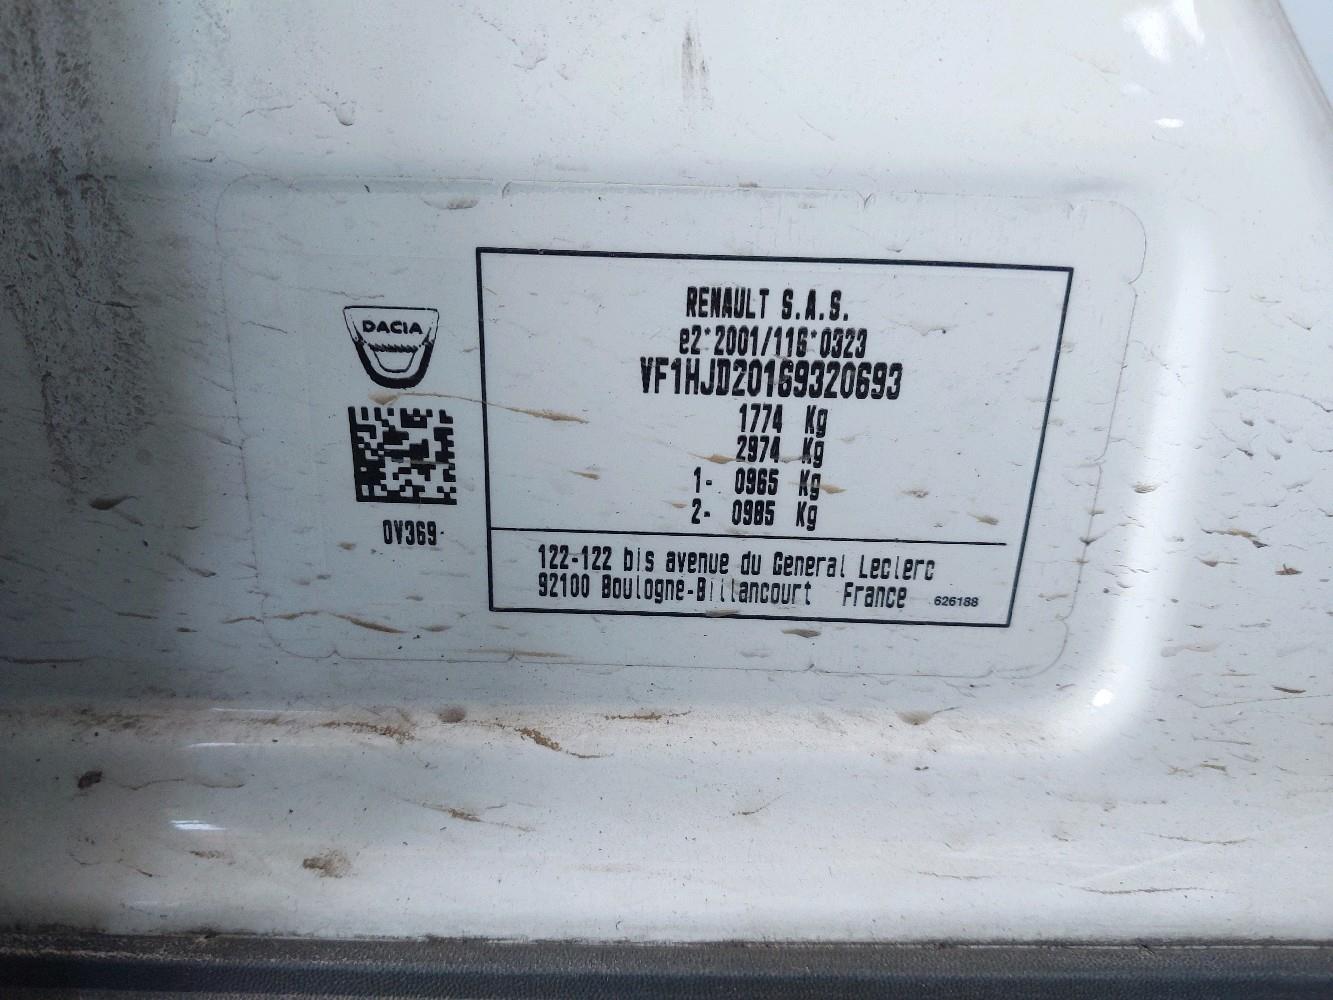 DACIA
0V369
RENAULT S.A.S.
e2*2001/116*0323
VF1HJD20169320693
1774 Kg
2974 Kg
1- 0965 Kg
2- 0985 Kg
122-122 bis avenue du General Leclerc
92100 Boulogne-Billancourt France 626188